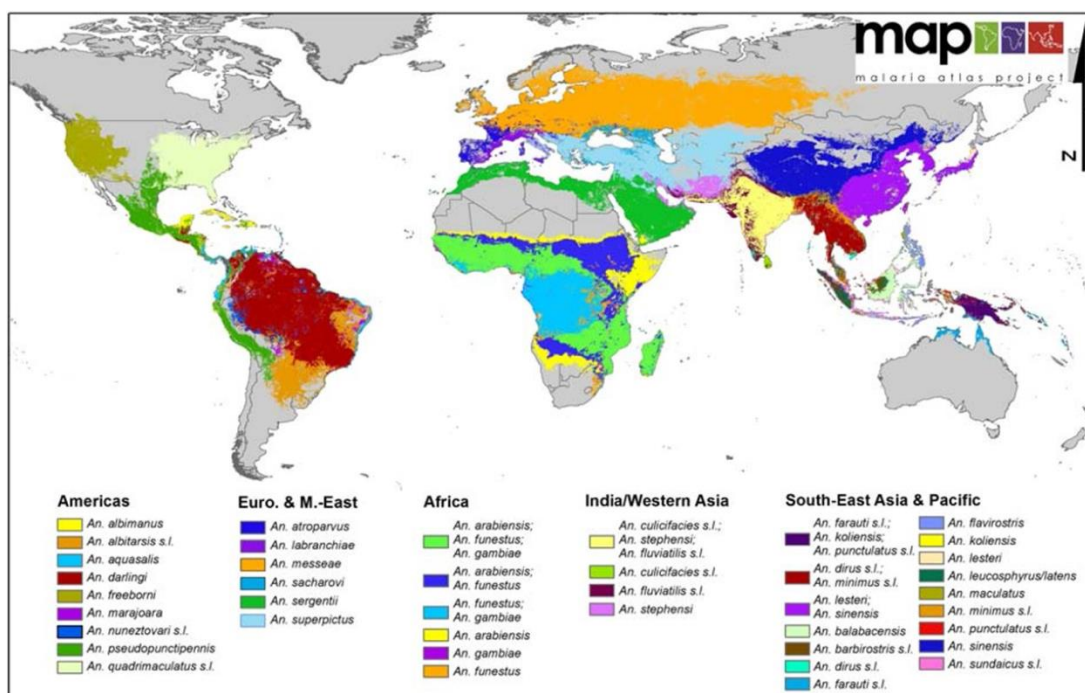 map
malaria atlas project
N
Americas
An. albimanus
An. albitarsis s.l.
An. aquasalis
An. darlingi
An. freeborni
An. marajoara
An. nuneztovari s.l.
An. pseudopunctipennis
An. quadrimaculatus s.l.
Euro. & M.-East
An. atroparvus
An. labranchiae
An. messeae
An. sacharovi
An. sergentii
An. superpictus
Africa
An. arabiensis;
An. funestus;
An. gambiae
An. arabiensis;
An. funestus
An. funestus;
An. gambiae
An. arabiensis
An. gambiae
An. funestus
India/Western Asia
An. culicifacies s.l.;
An. stephensi;
An. fluviatilis s.l.
An. culicifacies s.l.
An. fluviatilis s.l.
An. stephensi
South-East Asia & Pacific
An. farauti s.l.;
An. koliensis;
An. punctulatus s.l.
An. dirus s.l.;
An. minimus s.l.
An. lesteri;
An. sinensis
An. balabacensis
An. barbirostris s.l.
An. dirus s.l.
An. farauti s.l.
An. flavirostris
An. koliensis
An. lesteri
An. leucosphyrus/latens
An. maculatus
An. minimus s.l.
An. punctulatus s.l.
An. sinensis
An. sundaicus s.l.